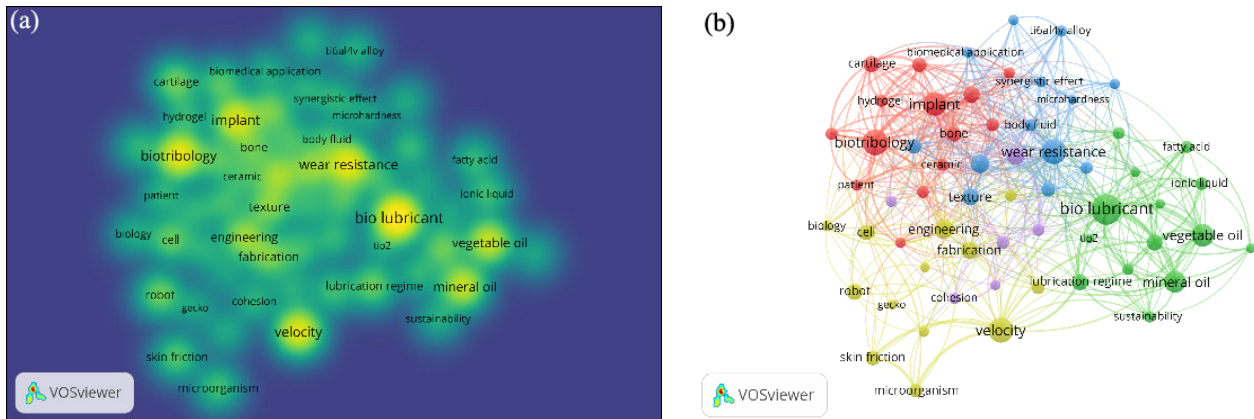 (a)
ti6al4v alloy
biomedical application
cartilage
synergistic effect
hydrogel
implant
microhardness
body fluid
bone
biotribology
wear resistance
fatty acid
ceramic
patient
ionic liquid
texture
bio lubricant
biology
cell
engineering
tio2
vegetable oil
fabrication
lubrication regime
mineral oil
robot
cohesion
gecko
sustainability
velocity
skin friction
microorganism
VOSviewer
(b)
ti6al4v alloy
biomedical application
cartilage
synergistic effect
hydroge
implant
microhardness
body fluid
bone
biotribology
wear resistance
fatty acid
ceramic
patient
ionic liquid
texture
bio lubricant
biology
cell
engineering
tio2
vegetable oil
fabrication
lubrication regime
mineral oil
robot
cohesion
gecko
sustainability
velocity
skin friction
microorganism
VOSviewer